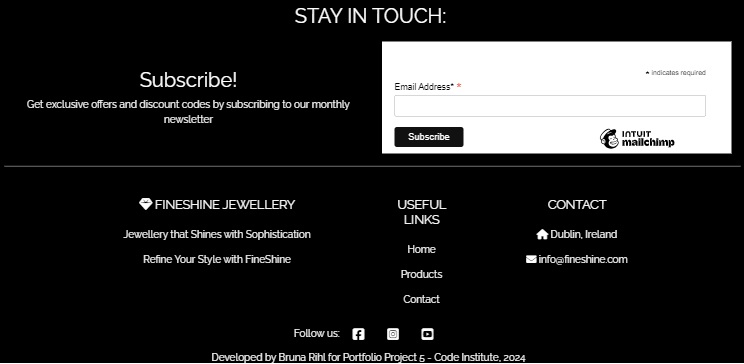 STAY IN TOUCH:
Subscribe!
Get exclusive offers and discount codes by subscribing to our monthly
newsletter
* indicates required
Email Address* *
Subscribe
INTUIT
mailchimp
FINESHINE JEWELLERY
Jewellery that Shines with Sophistication
Refine Your Style with FineShine
USEFUL
LINKS
Home
Products
Contact
CONTACT
Dublin, Ireland
info@fineshine.com
Follow us:
Developed by Bruna Rihl for Portfolio Project 5 - Code Institute, 2024